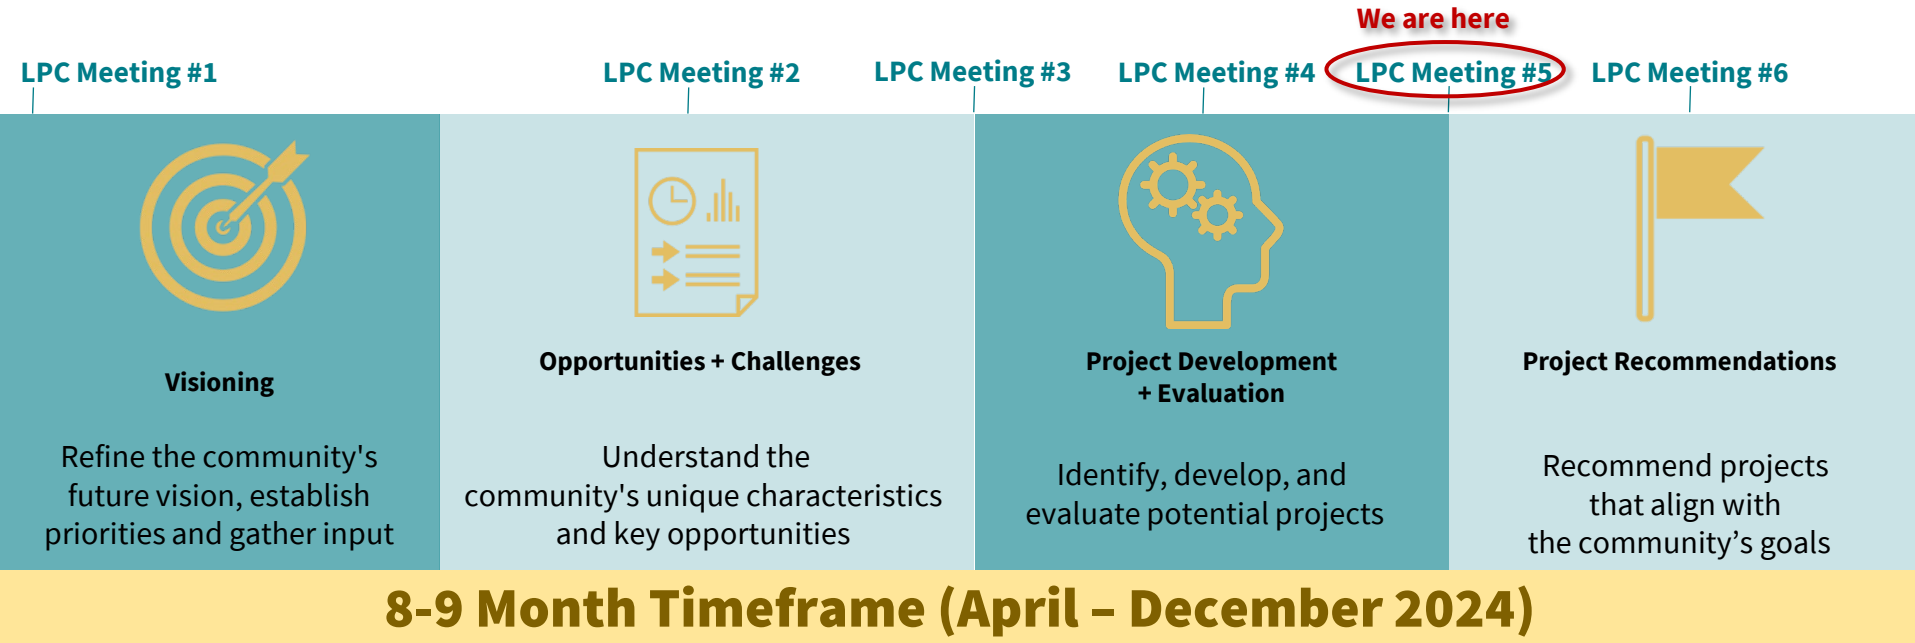 We are here
LPC Meeting #1
LPC Meeting #2
LPC Meeting #3
LPC Meeting #4
LPC Meeting #5
LPC Meeting #6
Visioning
Refine the community's
future vision, establish
priorities and gather input
Opportunities + Challenges
Understand the
community's unique characteristics
and key opportunities
Project Development
+ Evaluation
Identify, develop, and
evaluate potential projects
Project Recommendations
Recommend projects
that align with
the community’s goals
8-9 Month Timeframe (April – December 2024)